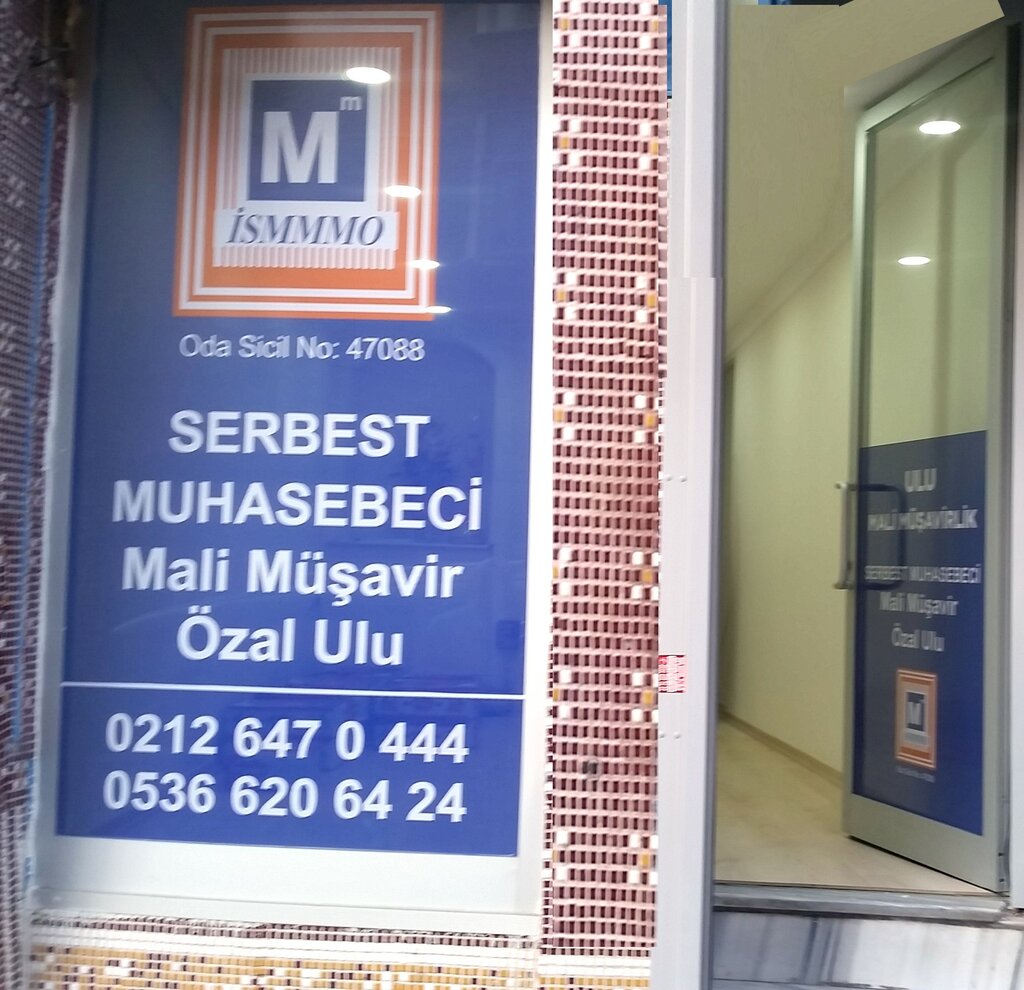 M m
İSMMMO
Oda Sicil No: 47088
SERBEST
MUHASEBECİ
Mali Müşavir
Özal Ulu
0212 647 0 444
0536 620 64 24
ULU
MALİ MÜŞAVİRLİK
SERBEST MUHASEBECİ
Mali Müşavir
Özal Ulu
M